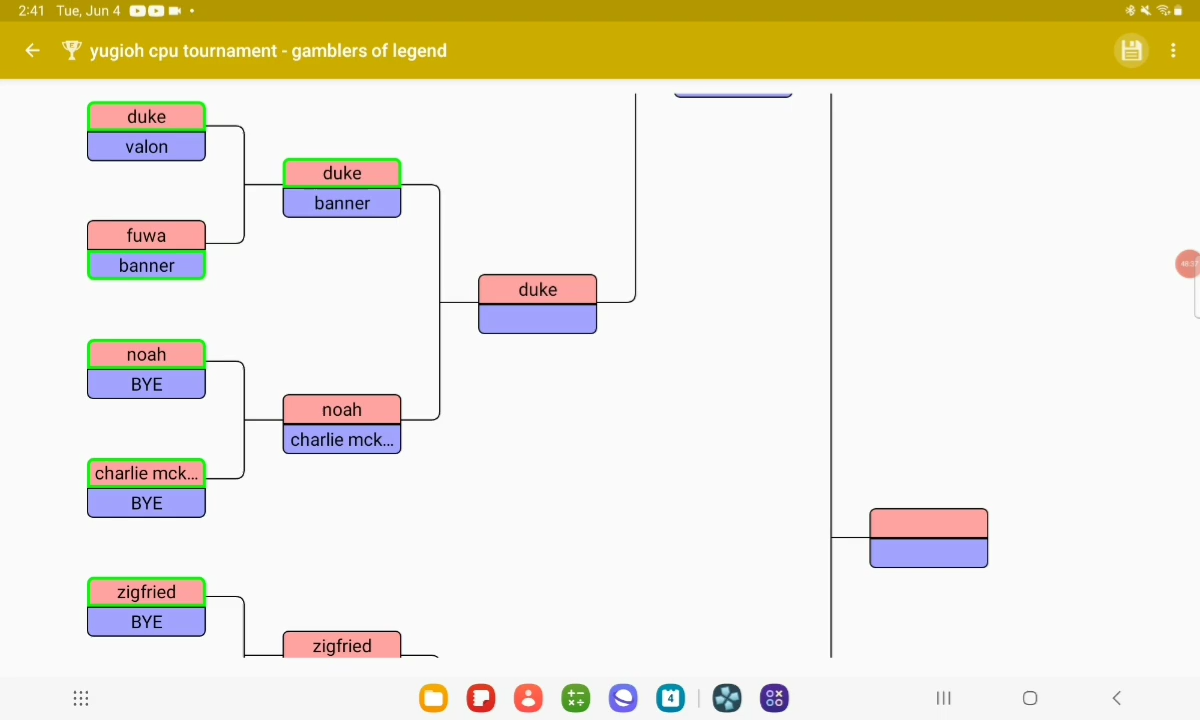 2:41 Tue, Jun 4
yugioh cpu tournament - gamblers of legend
duke
valon
duke
banner
fuwa
banner
duke
noah
BYE
noah
charlie mck...
charlie mck...
BYE
zigfried
BYE
zigfried
4